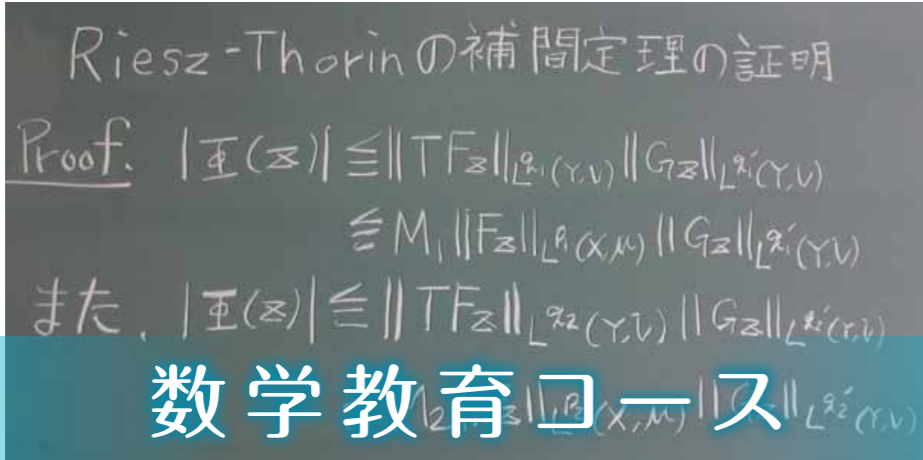 Riesz-Thorinの補間定理の証明
Proof. |Φ(z)| ≦ ||TF_z||_{L^{q_1}(Y,ν)} ||G_z||_{L^{q_1'}(Y,ν)}
≦ M_1 ||F_z||_{L^{p_1}(X,μ)} ||G_z||_{L^{q_1'}(Y,ν)}
また、|Φ(z)| ≦ ||TF_z||_{L^{q_2}(Y,ν)} ||G_z||_{L^{q_2'}(Y,ν)}
数学教育コース
||_{L^{p_2}(X,μ)} || ||_{L^{q_2'}(Y,ν)}